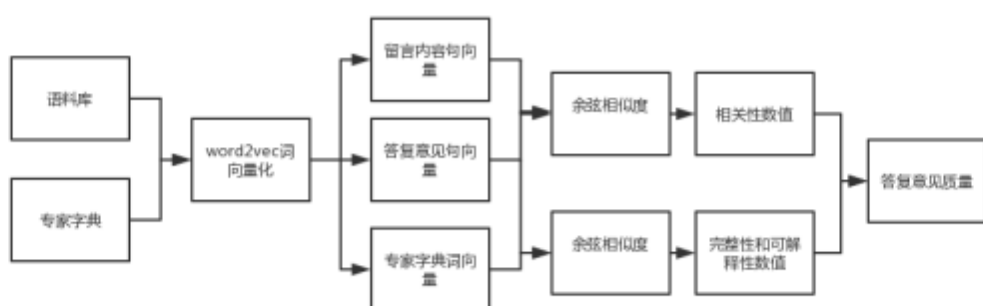 语料库
专家字典
word2vec词
向量化
留言内容句向
量
答复意见句向
量
专家字典词向
量
余弦相似度
相关性数值
余弦相似度
完整性和可解
释性数值
答复意见质量